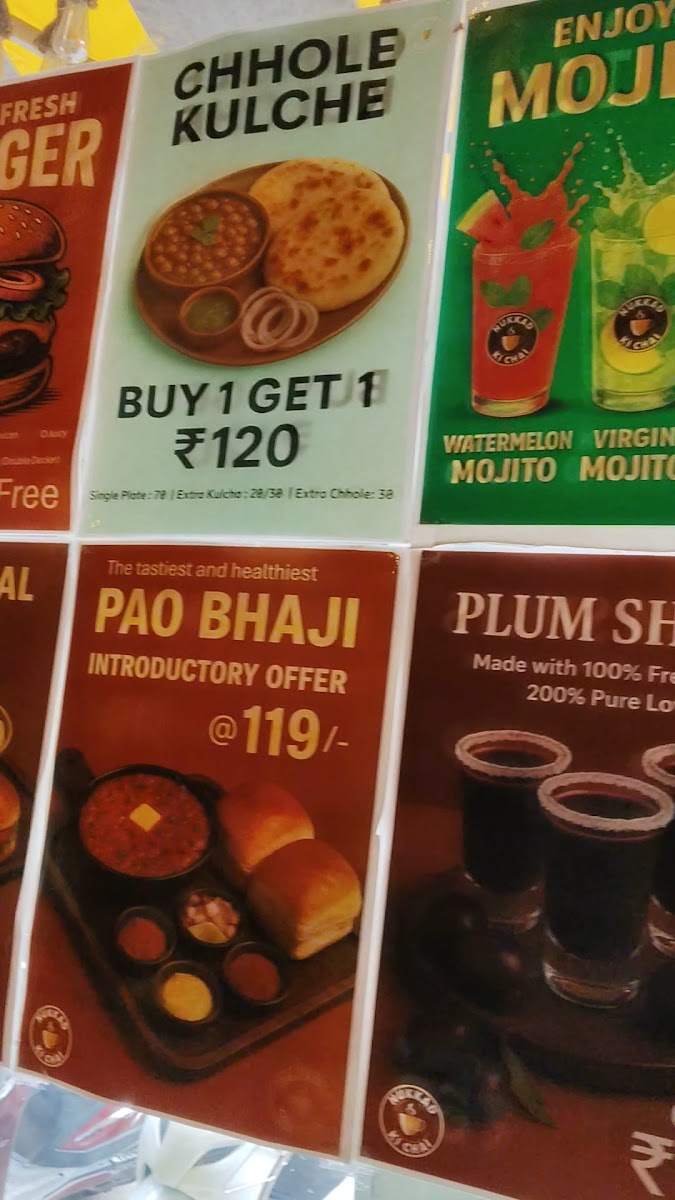 FRESH
GER
Free
CHHOLE
KULCHE
BUY 1 GET 1
₹120
Single Plate : 70 | Extra Kulcha : 20/30 | Extra Chhole: 30
ENJOY
MOJI
NUKKAD
KI CHAI
NUKKAD
KI CHAI
WATERMELON
MOJITO
VIRGIN
MOJITO
AL
The tastiest and healthiest
PAO BHAJI
INTRODUCTORY OFFER
@ 119/-
NUKKAD
KI CHAI
PLUM SH
Made with 100% Fre
200% Pure Lo
NUKKAD
KI CHAI
₹